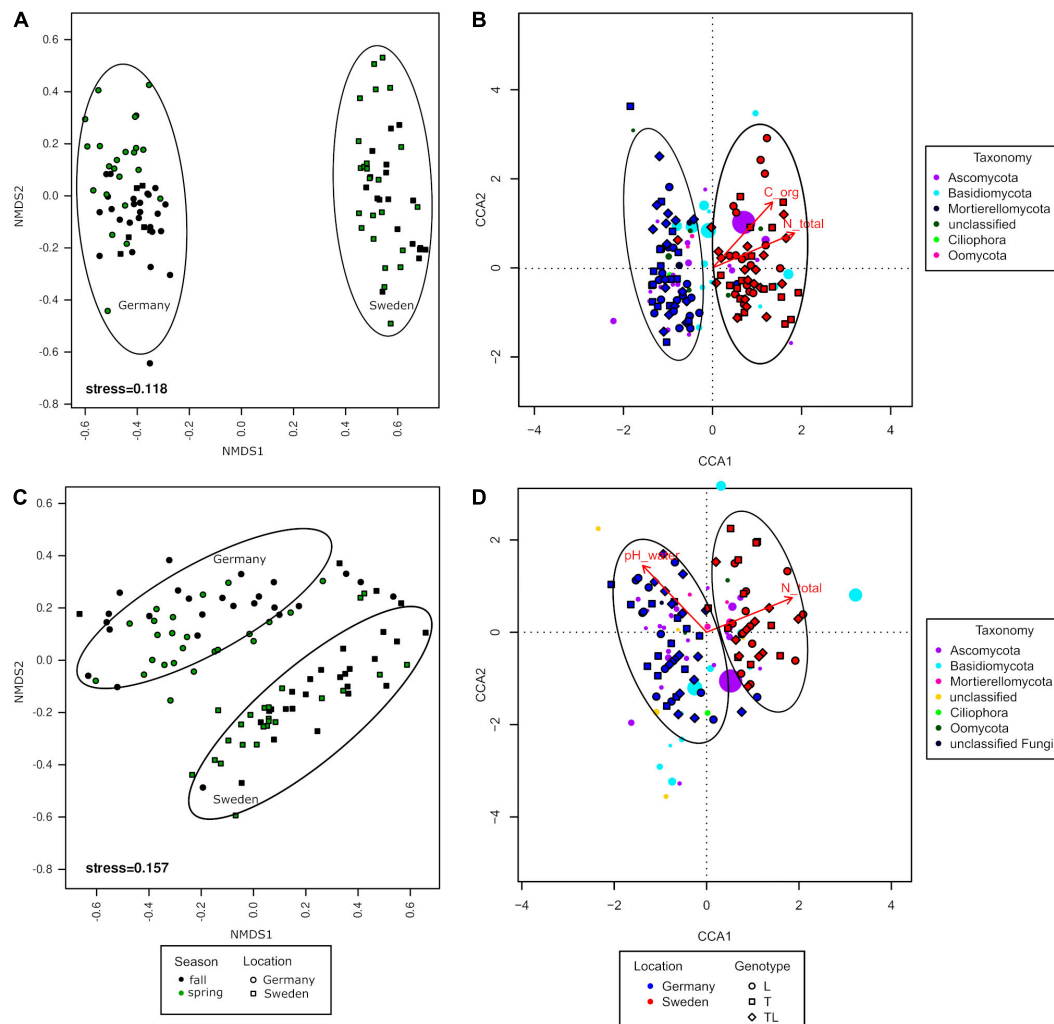 A
0.6
0.4
0.2
0.0
-0.2
-0.4
-0.6
-0.8
NMDS2
Germany
Sweden
stress=0.118
-0.6
-0.4
-0.2
0.0
0.2
0.4
0.6
NMDS1
B
4
2
0
−2
CCA2
C_org
N_total
−4
−2
0
2
4
CCA1
Taxonomy
Ascomycota
Basidiomycota
Mortierellomycota
unclassified
Ciliophora
Oomycota
C
0.6
0.4
0.2
0.0
-0.2
-0.4
-0.6
-0.8
NMDS2
Germany
Sweden
stress=0.157
-0.6
-0.4
-0.2
0.0
0.2
0.4
0.6
NMDS1
Season
fall
spring
Location
Germany
Sweden
D
2
0
−2
−4
CCA2
pH_water
N_total
−4
−2
0
2
4
CCA1
Taxonomy
Ascomycota
Basidiomycota
Mortierellomycota
unclassified
Ciliophora
Oomycota
unclassified Fungi
Location
Germany
Sweden
Genotype
L
T
TL